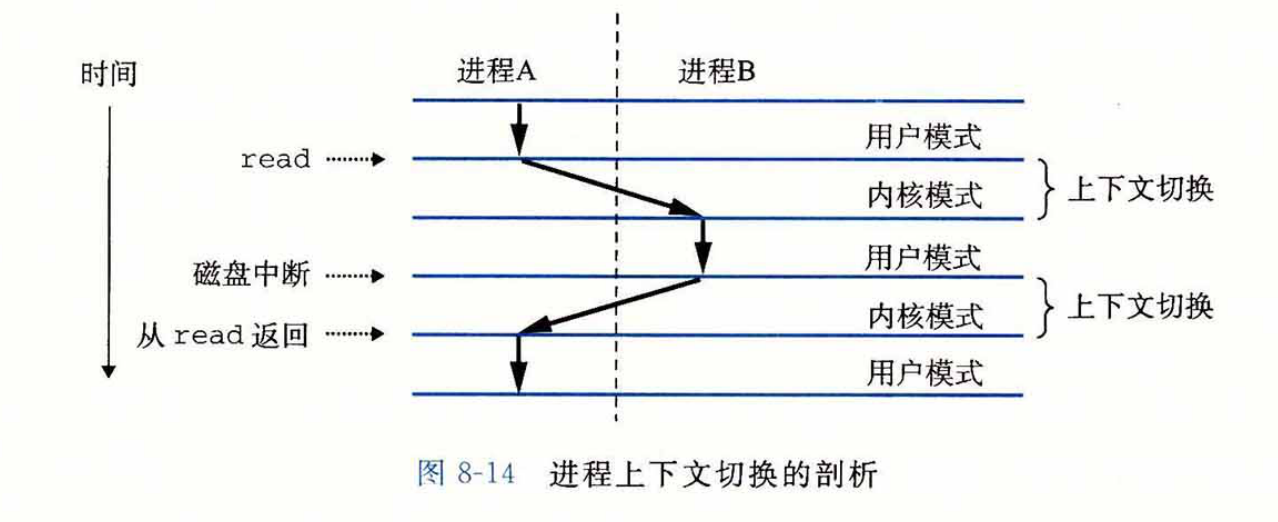 时间
进程A 进程B
用户模式
read
内核模式 上下文切换
用户模式
磁盘中断
内核模式 上下文切换
从 read 返回
用户模式
图 8-14 进程上下文切换的剖析